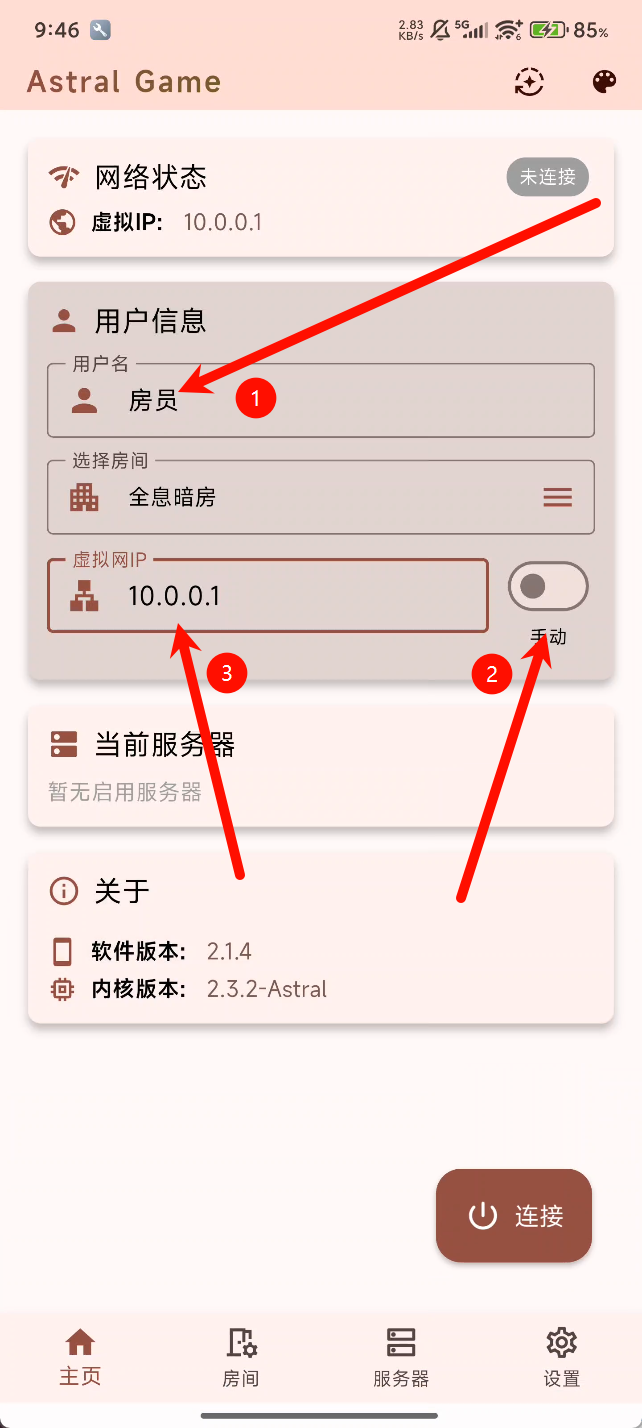 9:46
2.83 KB/s 5G 6 85%
Astral Game
网络状态
未连接
虚拟IP: 10.0.0.1
用户信息
用户名
房员
1
选择房间
全息暗房
虚拟网IP
10.0.0.1
手动
3
2
当前服务器
暂无启用服务器
关于
软件版本: 2.1.4
内核版本: 2.3.2-Astral
连接
主页 房间 服务器 设置